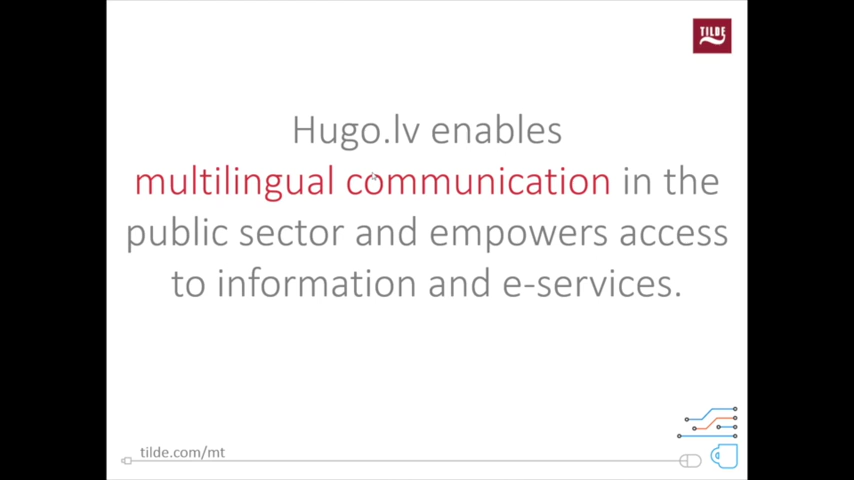 TILDE
Hugo.lv enables
multilingual communication in the
public sector and empowers access
to information and e-services.
tilde.com/mt